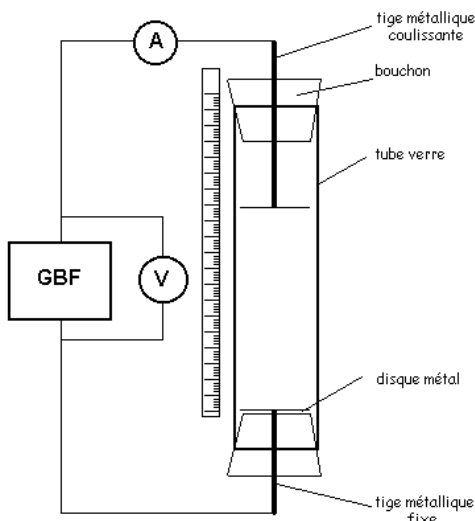 tige métallique
coulissante
A
bouchon
tube verre
GBF
V
disque métal
tige métallique
fixe